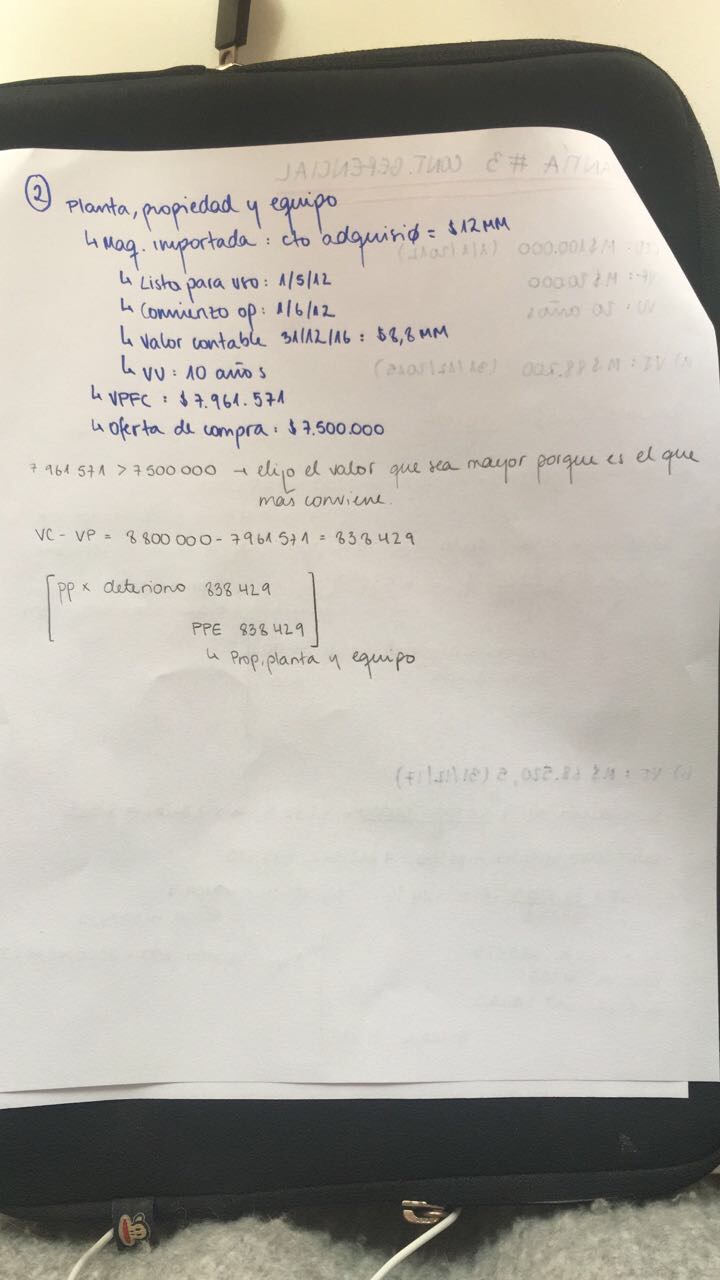 ② Planta, propiedad y equipo
↳ Maq. importada : cto adquisiø = $12MM
↳ Listo para uso : 1/5/12
↳ Comienzo op : 1/6/12
↳ Valor contable 31/12/16 : $8,8MM
↳ VU : 10 años
↳ VPFC : $7.961.571
↳ Oferta de compra : $7.500.000
7 961 571 > 7 500 000 → elijo el valor que sea mayor porque es el que
más conviene.
VC - VP = 8 800 000 - 7 961 571 = 838 429
PP x deterioro 838 429
PPE 838 429
↳ Prop, planta y equipo